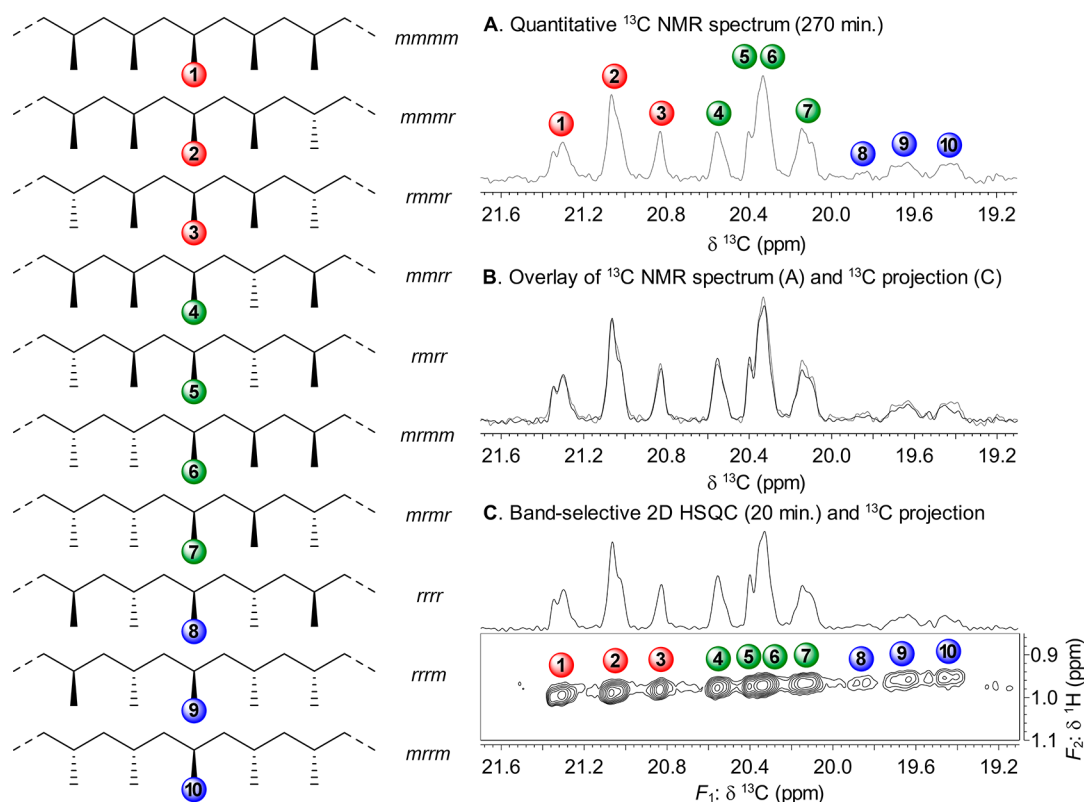 mmmm
1
mmmr
2
rmmr
3
mmrr
4
rmrr
5
mrmm
6
mrmr
7
rrrr
8
rrrm
9
mrrm
10
A. Quantitative ¹³C NMR spectrum (270 min.)
5 6
2
1 3 4 7
8 9 10
21.6 21.2 20.8 20.4 20.0 19.6 19.2
δ ¹³C (ppm)
B. Overlay of ¹³C NMR spectrum (A) and ¹³C projection (C)
21.6 21.2 20.8 20.4 20.0 19.6 19.2
δ ¹³C (ppm)
C. Band-selective 2D HSQC (20 min.) and ¹³C projection
1 2 3 4 5 6 7 8 9 10
0.9
1.0
1.1
F₂: δ ¹H (ppm)
21.6 21.2 20.8 20.4 20.0 19.6 19.2
F₁: δ ¹³C (ppm)